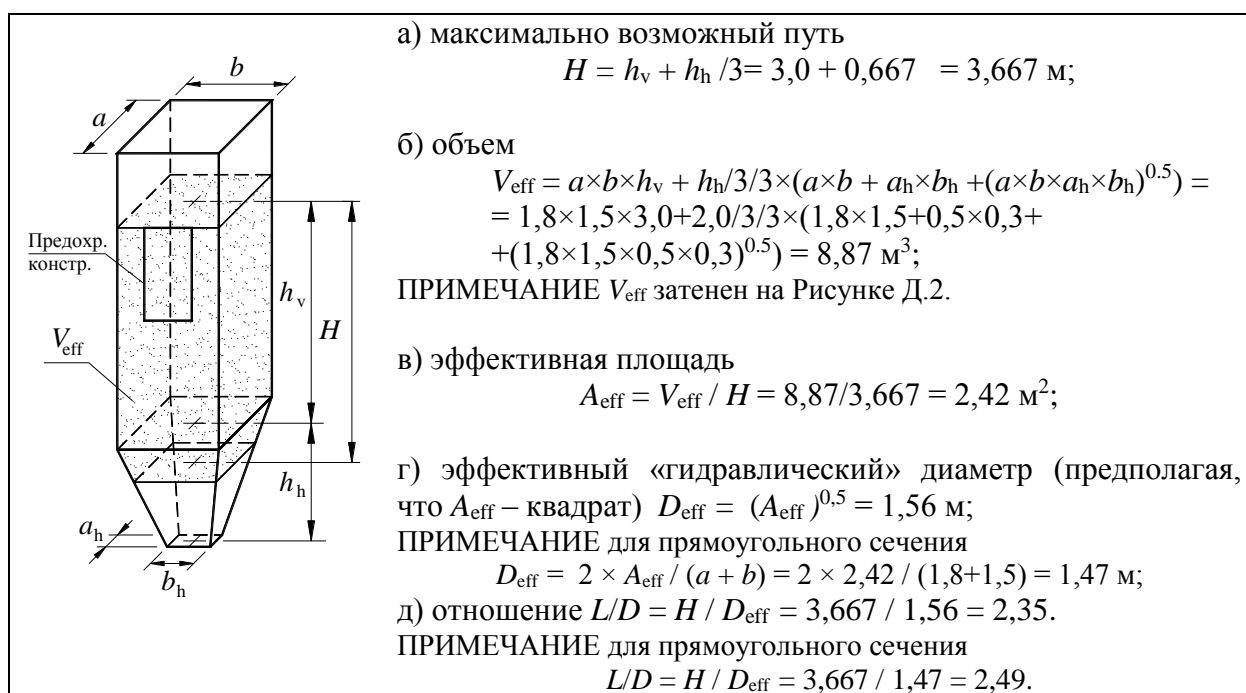 b
a
Предохр.
констр.
V_eff
h_v
H
h_h
a_h
b_h
а) максимально возможный путь
H = h_v + h_h /3= 3,0 + 0,667 = 3,667 м;
б) объем
V_eff = a×b×h_v + h_h/3/3×(a×b + a_h×b_h +(a×b×a_h×b_h)^0.5) =
= 1,8×1,5×3,0+2,0/3/3×(1,8×1,5+0,5×0,3+
+(1,8×1,5×0,5×0,3)^0.5) = 8,87 м³;
ПРИМЕЧАНИЕ V_eff затенен на Рисунке Д.2.
в) эффективная площадь
A_eff = V_eff / H = 8,87/3,667 = 2,42 м²;
г) эффективный «гидравлический» диаметр (предполагая,
что A_eff – квадрат) D_eff = (A_eff )^0,5 = 1,56 м;
ПРИМЕЧАНИЕ для прямоугольного сечения
D_eff = 2 × A_eff / (a + b) = 2 × 2,42 / (1,8+1,5) = 1,47 м;
д) отношение L/D = H / D_eff = 3,667 / 1,56 = 2,35.
ПРИМЕЧАНИЕ для прямоугольного сечения
L/D = H / D_eff = 3,667 / 1,47 = 2,49.